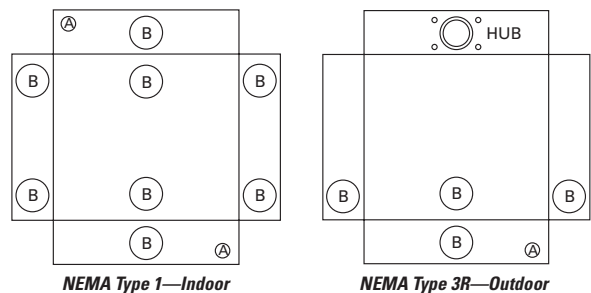 A B HUB
B B B
B B B B B
B A B A
NEMA Type 1—Indoor NEMA Type 3R—Outdoor